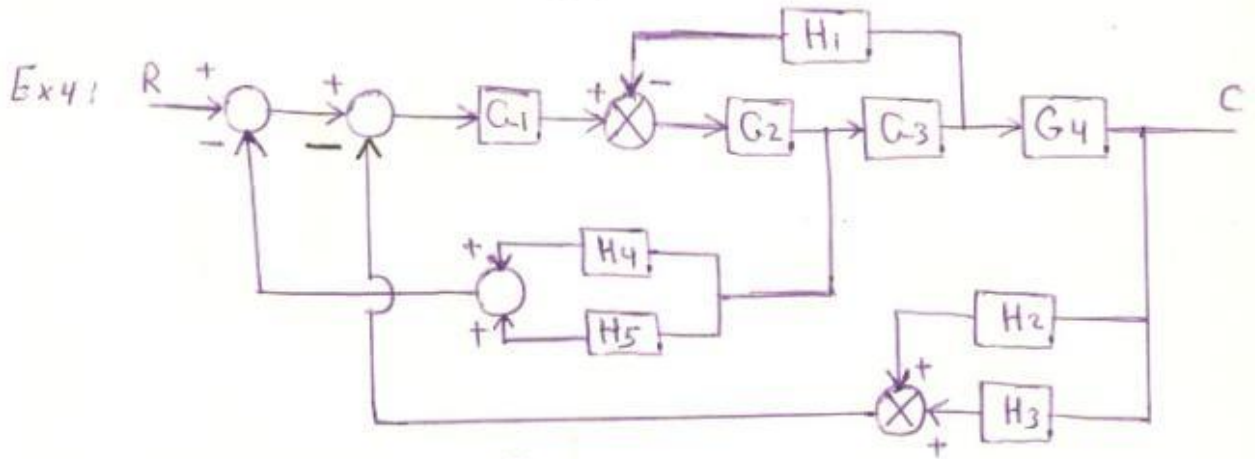 Ex4:
R + - + - G1 + - G2 G3 G4 C
H1
H4 +
H5 +
H2 +
H3 +